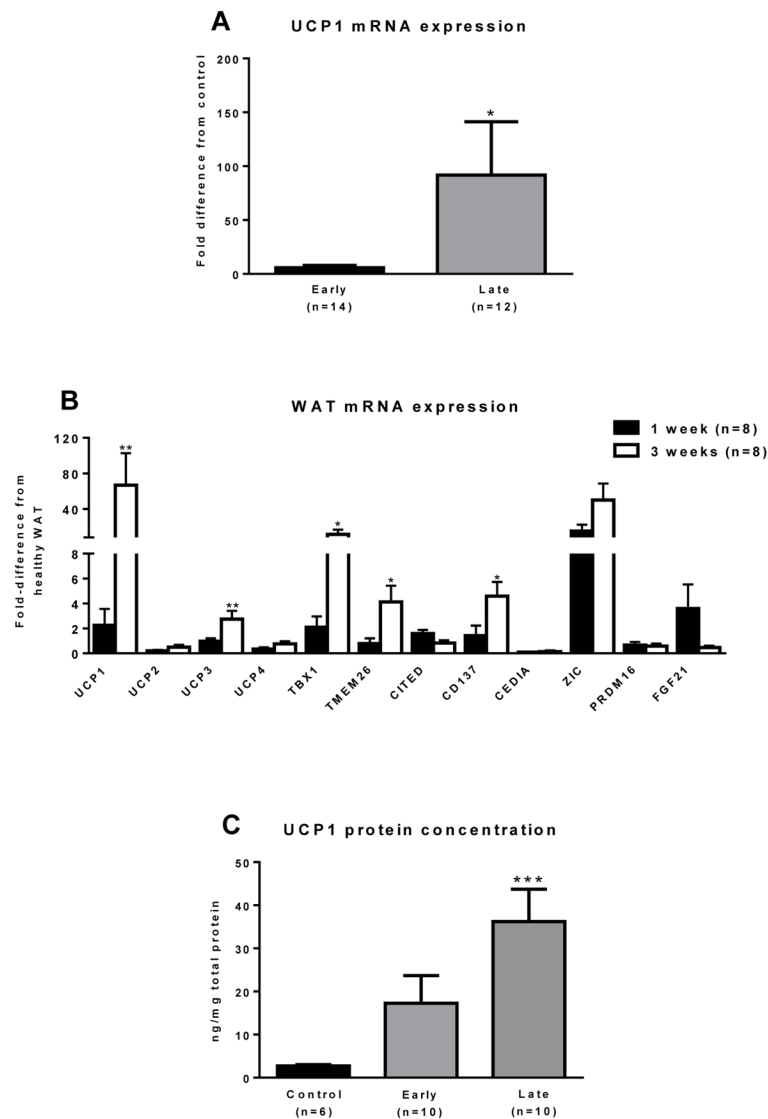 A
UCP1 mRNA expression
Fold difference from control
200
150
100
50
0
*
Early
(n=14)
Late
(n=12)
B
WAT mRNA expression
1 week (n=8)
3 weeks (n=8)
Fold-difference from
healthy WAT
120
80
40
8
6
4
2
0
**
**
*
*
*
UCP1
UCP2
UCP3
UCP4
TBX1
TMEM26
CITED
CD137
CEDIA
ZIC
PRDM16
FGF21
C
UCP1 protein concentration
ng/mg total protein
50
40
30
20
10
0
***
Control
(n=6)
Early
(n=10)
Late
(n=10)